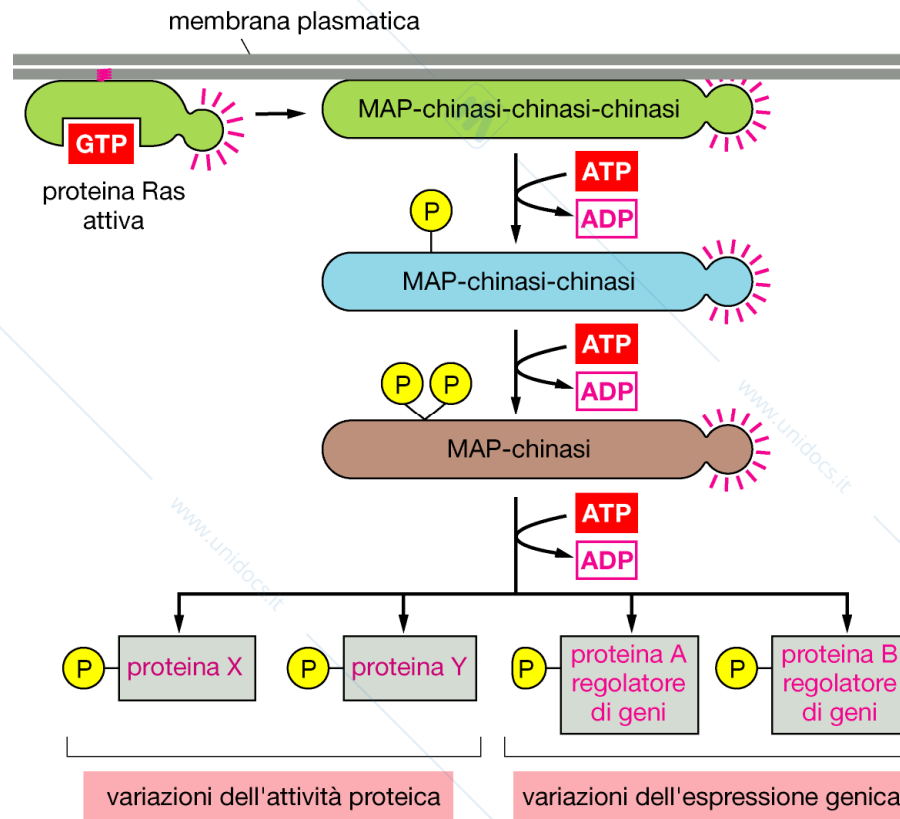 membrana plasmatica
MAP-chinasi-chinasi-chinasi
GTP
proteina Ras
attiva
ATP
ADP
P
MAP-chinasi-chinasi
ATP
ADP
P P
MAP-chinasi
ATP
ADP
P proteina X
P proteina Y
P proteina A
regolatore
di geni
P proteina B
regolatore
di geni
variazioni dell'attività proteica
variazioni dell'espressione genica
www.unidocs.it
www.unidocs.it